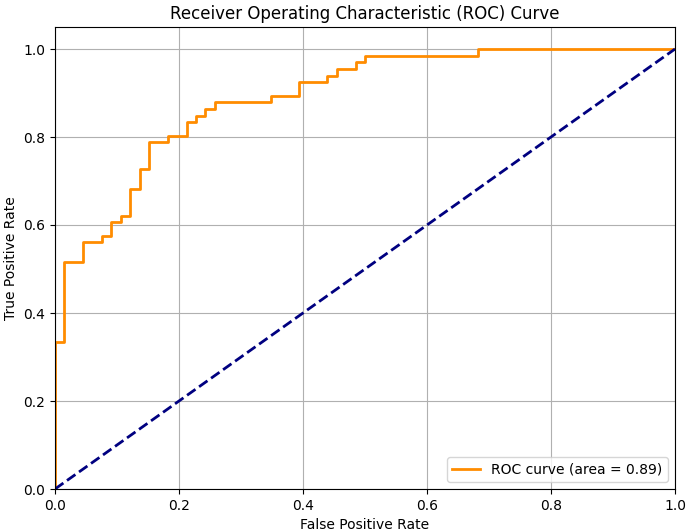 Receiver Operating Characteristic (ROC) Curve
1.0
0.8
0.6
0.4
0.2
0.0
True Positive Rate
ROC curve (area = 0.89)
0.0 0.2 0.4 0.6 0.8 1.0
False Positive Rate